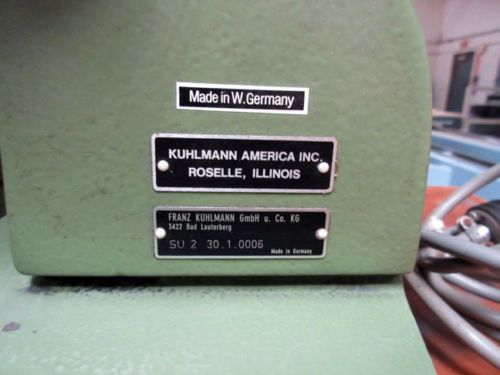 Made in W.Germany
KUHLMANN AMERICA INC.
ROSELLE, ILLINOIS
FRANZ KUHLMANN GmbH u. Co. KG
3422 Bad Lauterberg
SU 2 30.1.0006
Made in Germany